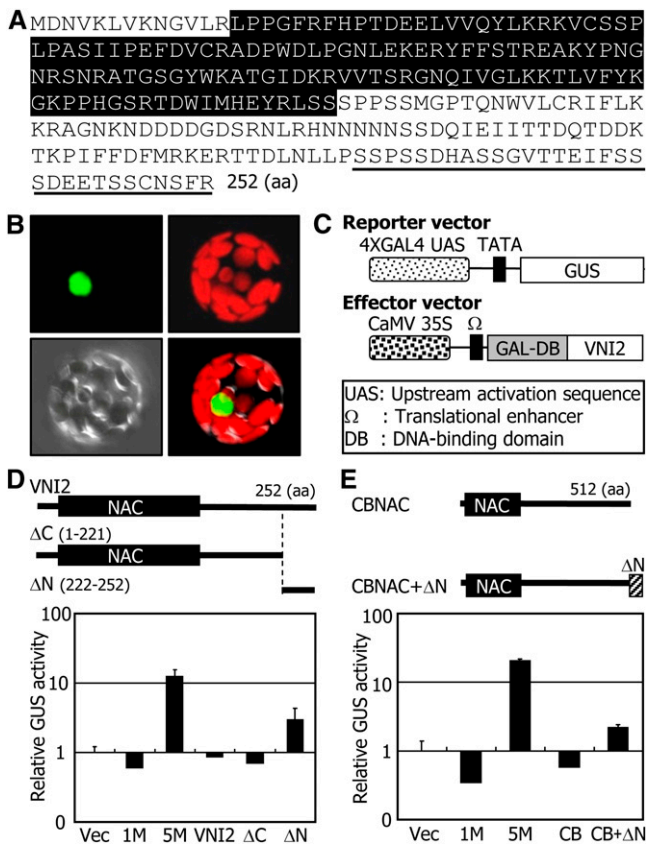 A
MDNVKLVKNGVLRLPPGFRFHPTDEELVVQYLKRKVCSSP
LPASIIPEFDVCRADPWDLPGNLEKERYFFSTREAKYPNG
NRSNRATGSGYWKATGIDKRVVTSRGNQIVGLKKTLVFYK
GKPPHGSRTDWIMHEYRLSSSPPSSMGPTQNWVLCRIFLK
KRAGNKNDDDDGDSRNLRHNNNNNSSDQIEIITTDQTDDK
TKPIFFDFMRKERTTDLNLLPSSPSSDHASSGVTTEIFSS
SDEETSSCNSFR 252 (aa)
B
C
Reporter vector
4XGAL4 UAS TATA
GUS
Effector vector
CaMV 35S Ω
GAL-DB VNI2
UAS: Upstream activation sequence
Ω : Translational enhancer
DB : DNA-binding domain
D
VNI2 252 (aa)
NAC
ΔC (1-221)
NAC
ΔN (222-252)
Relative GUS activity
100
10
1
0
Vec 1M 5M VNI2 ΔC ΔN
E
512 (aa)
CBNAC NAC
ΔN
CBNAC+ΔN NAC
Relative GUS activity
100
10
1
0
Vec 1M 5M CB CB+ΔN